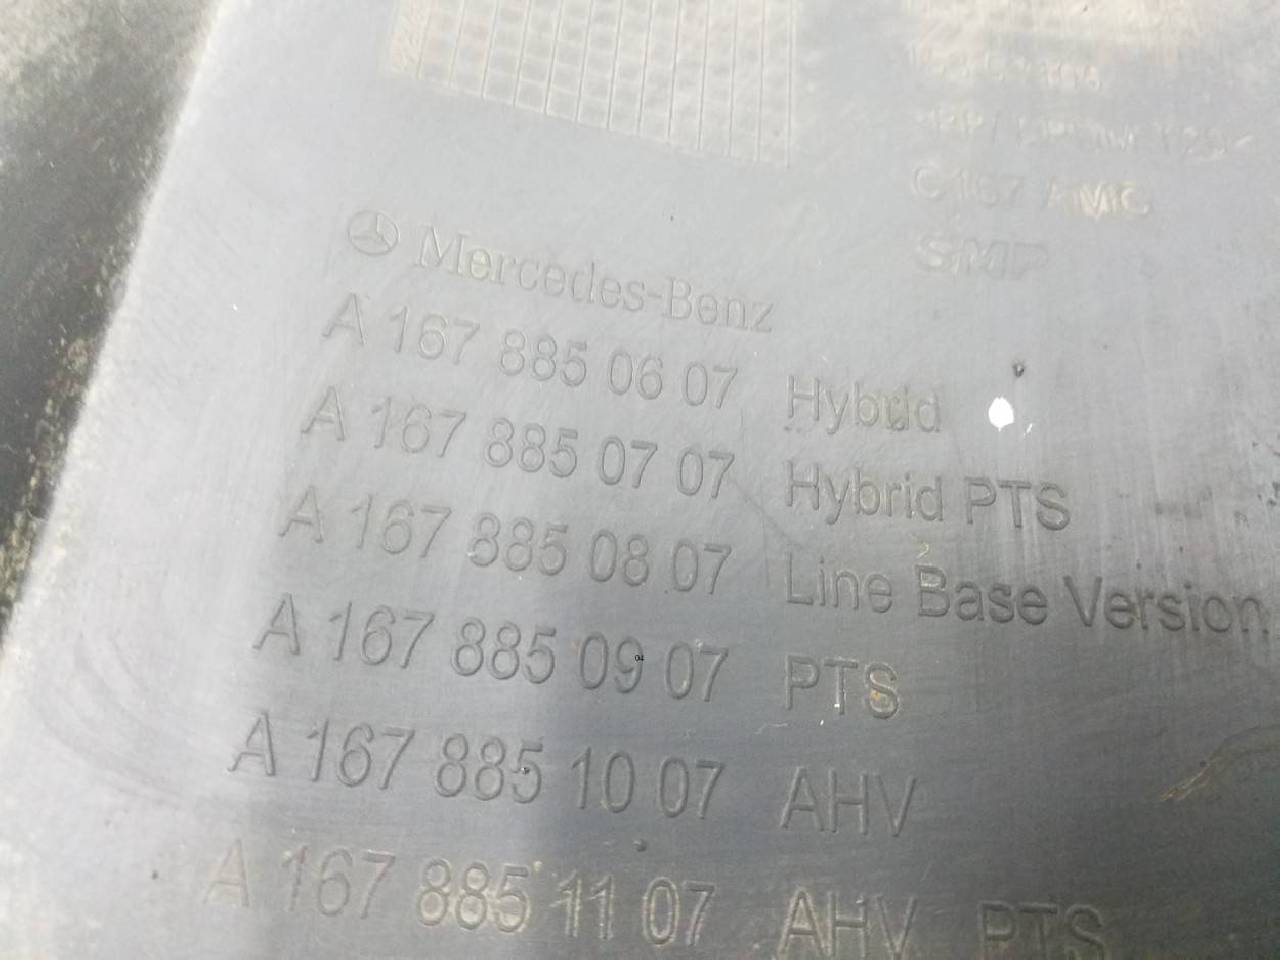 C167 AMG
SMP
Mercedes-Benz
A 167 885 06 07 Hybrid
A 167 885 07 07 Hybrid PTS
A 167 885 08 07 Line Base Version
A 167 885 09 07 PTS
A 167 885 10 07 AHV
A 167 885 11 07 AHV PTS